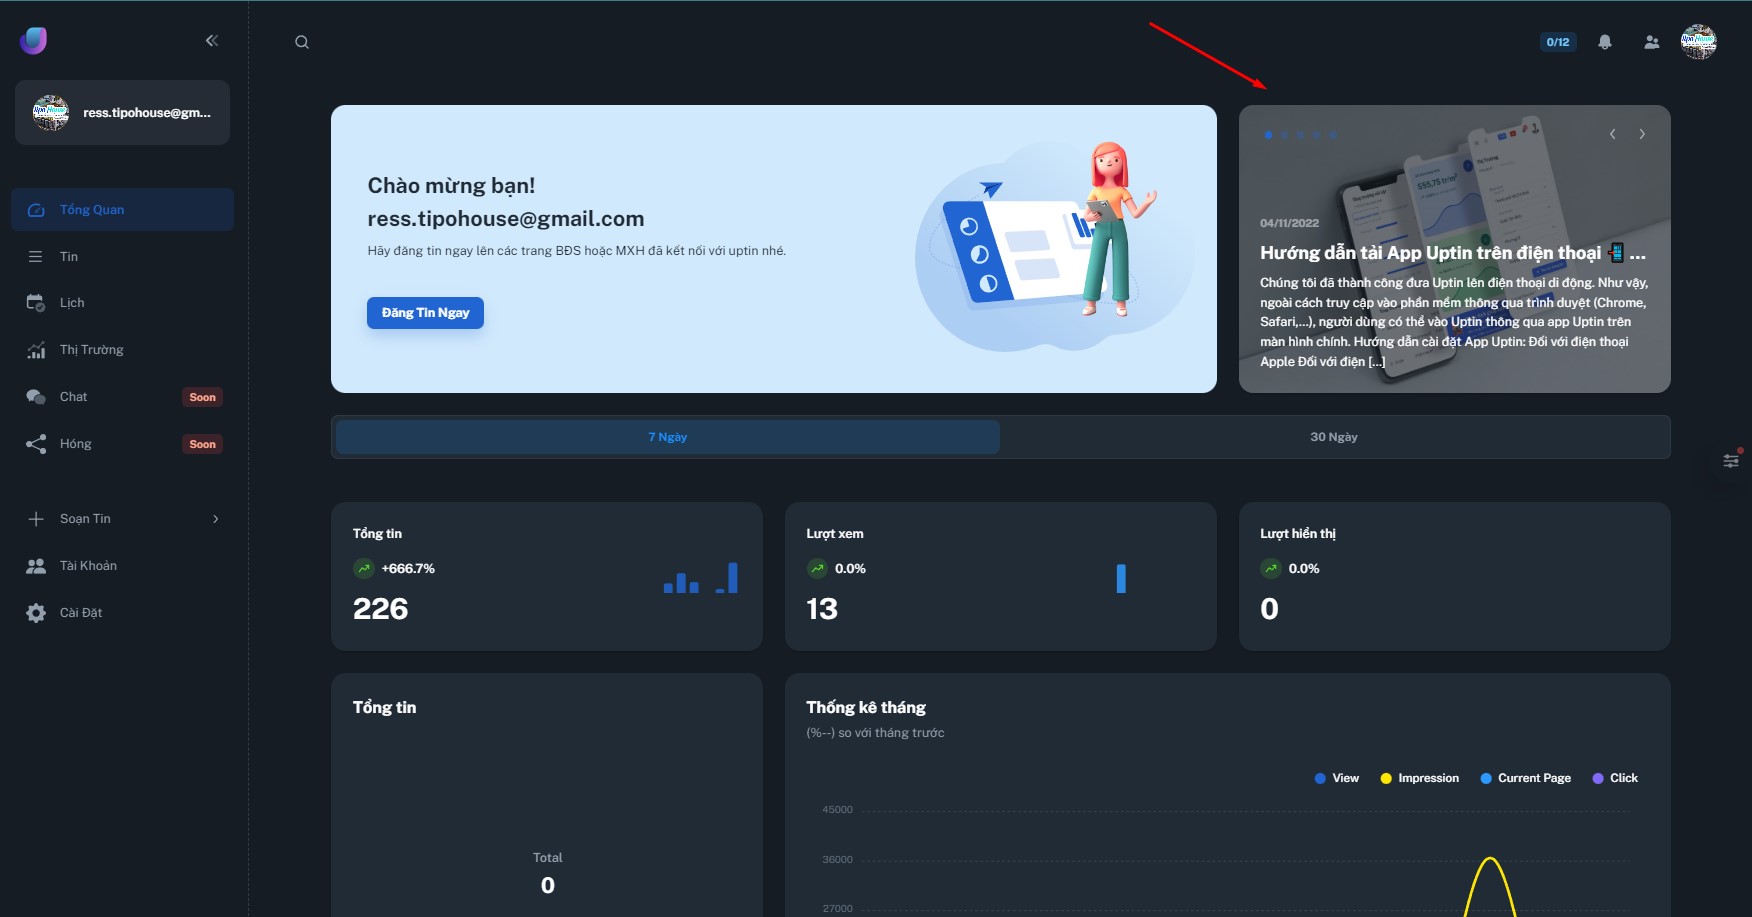 ress.tipohouse@gm...
Tổng Quan
Tin
Lịch
Thị Trường
Chat
Soon
Hóng
Soon
Soạn Tin
Tài Khoản
Cài Đặt
0/12
Chào mừng bạn!
ress.tipohouse@gmail.com
Hãy đăng tin ngay lên các trang BĐS hoặc MXH đã kết nối với uptin nhé.
Đăng Tin Ngay
04/11/2022
Hướng dẫn tải App Uptin trên điện thoại 📲 ...
Chúng tôi đã thành công đưa Uptin lên điện thoại di động. Như vậy,
ngoài cách truy cập vào phần mềm thông qua trình duyệt (Chrome,
Safari,...), người dùng có thể vào Uptin thông qua app Uptin trên
màn hình chính. Hướng dẫn cài đặt App Uptin: Đối với điện thoại
Apple Đối với điện [...]
7 Ngày
30 Ngày
Tổng tin
+666.7%
226
Lượt xem
0.0%
13
Lượt hiển thị
0.0%
0
Tổng tin
Total
0
Thống kê tháng
(%--) so với tháng trước
View
Impression
Current Page
Click
45000
36000
27000